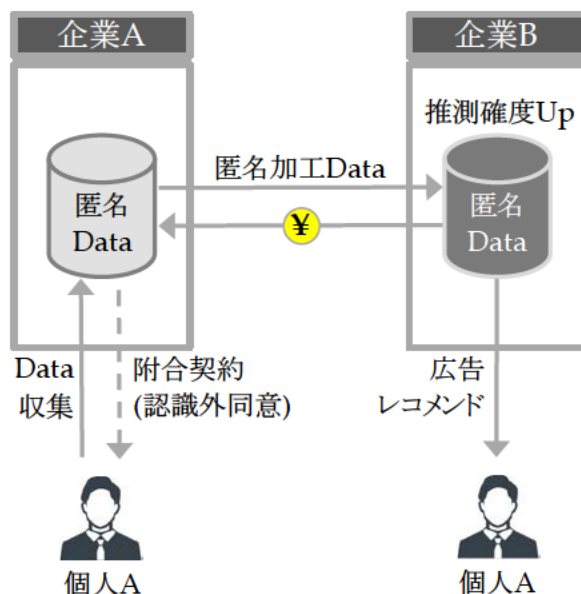 企業A
企業B
推測確度Up
匿名加工Data
匿名
Data
¥
匿名
Data
Data
収集
附合契約
(認識外同意)
広告
レコメンド
個人A
個人A